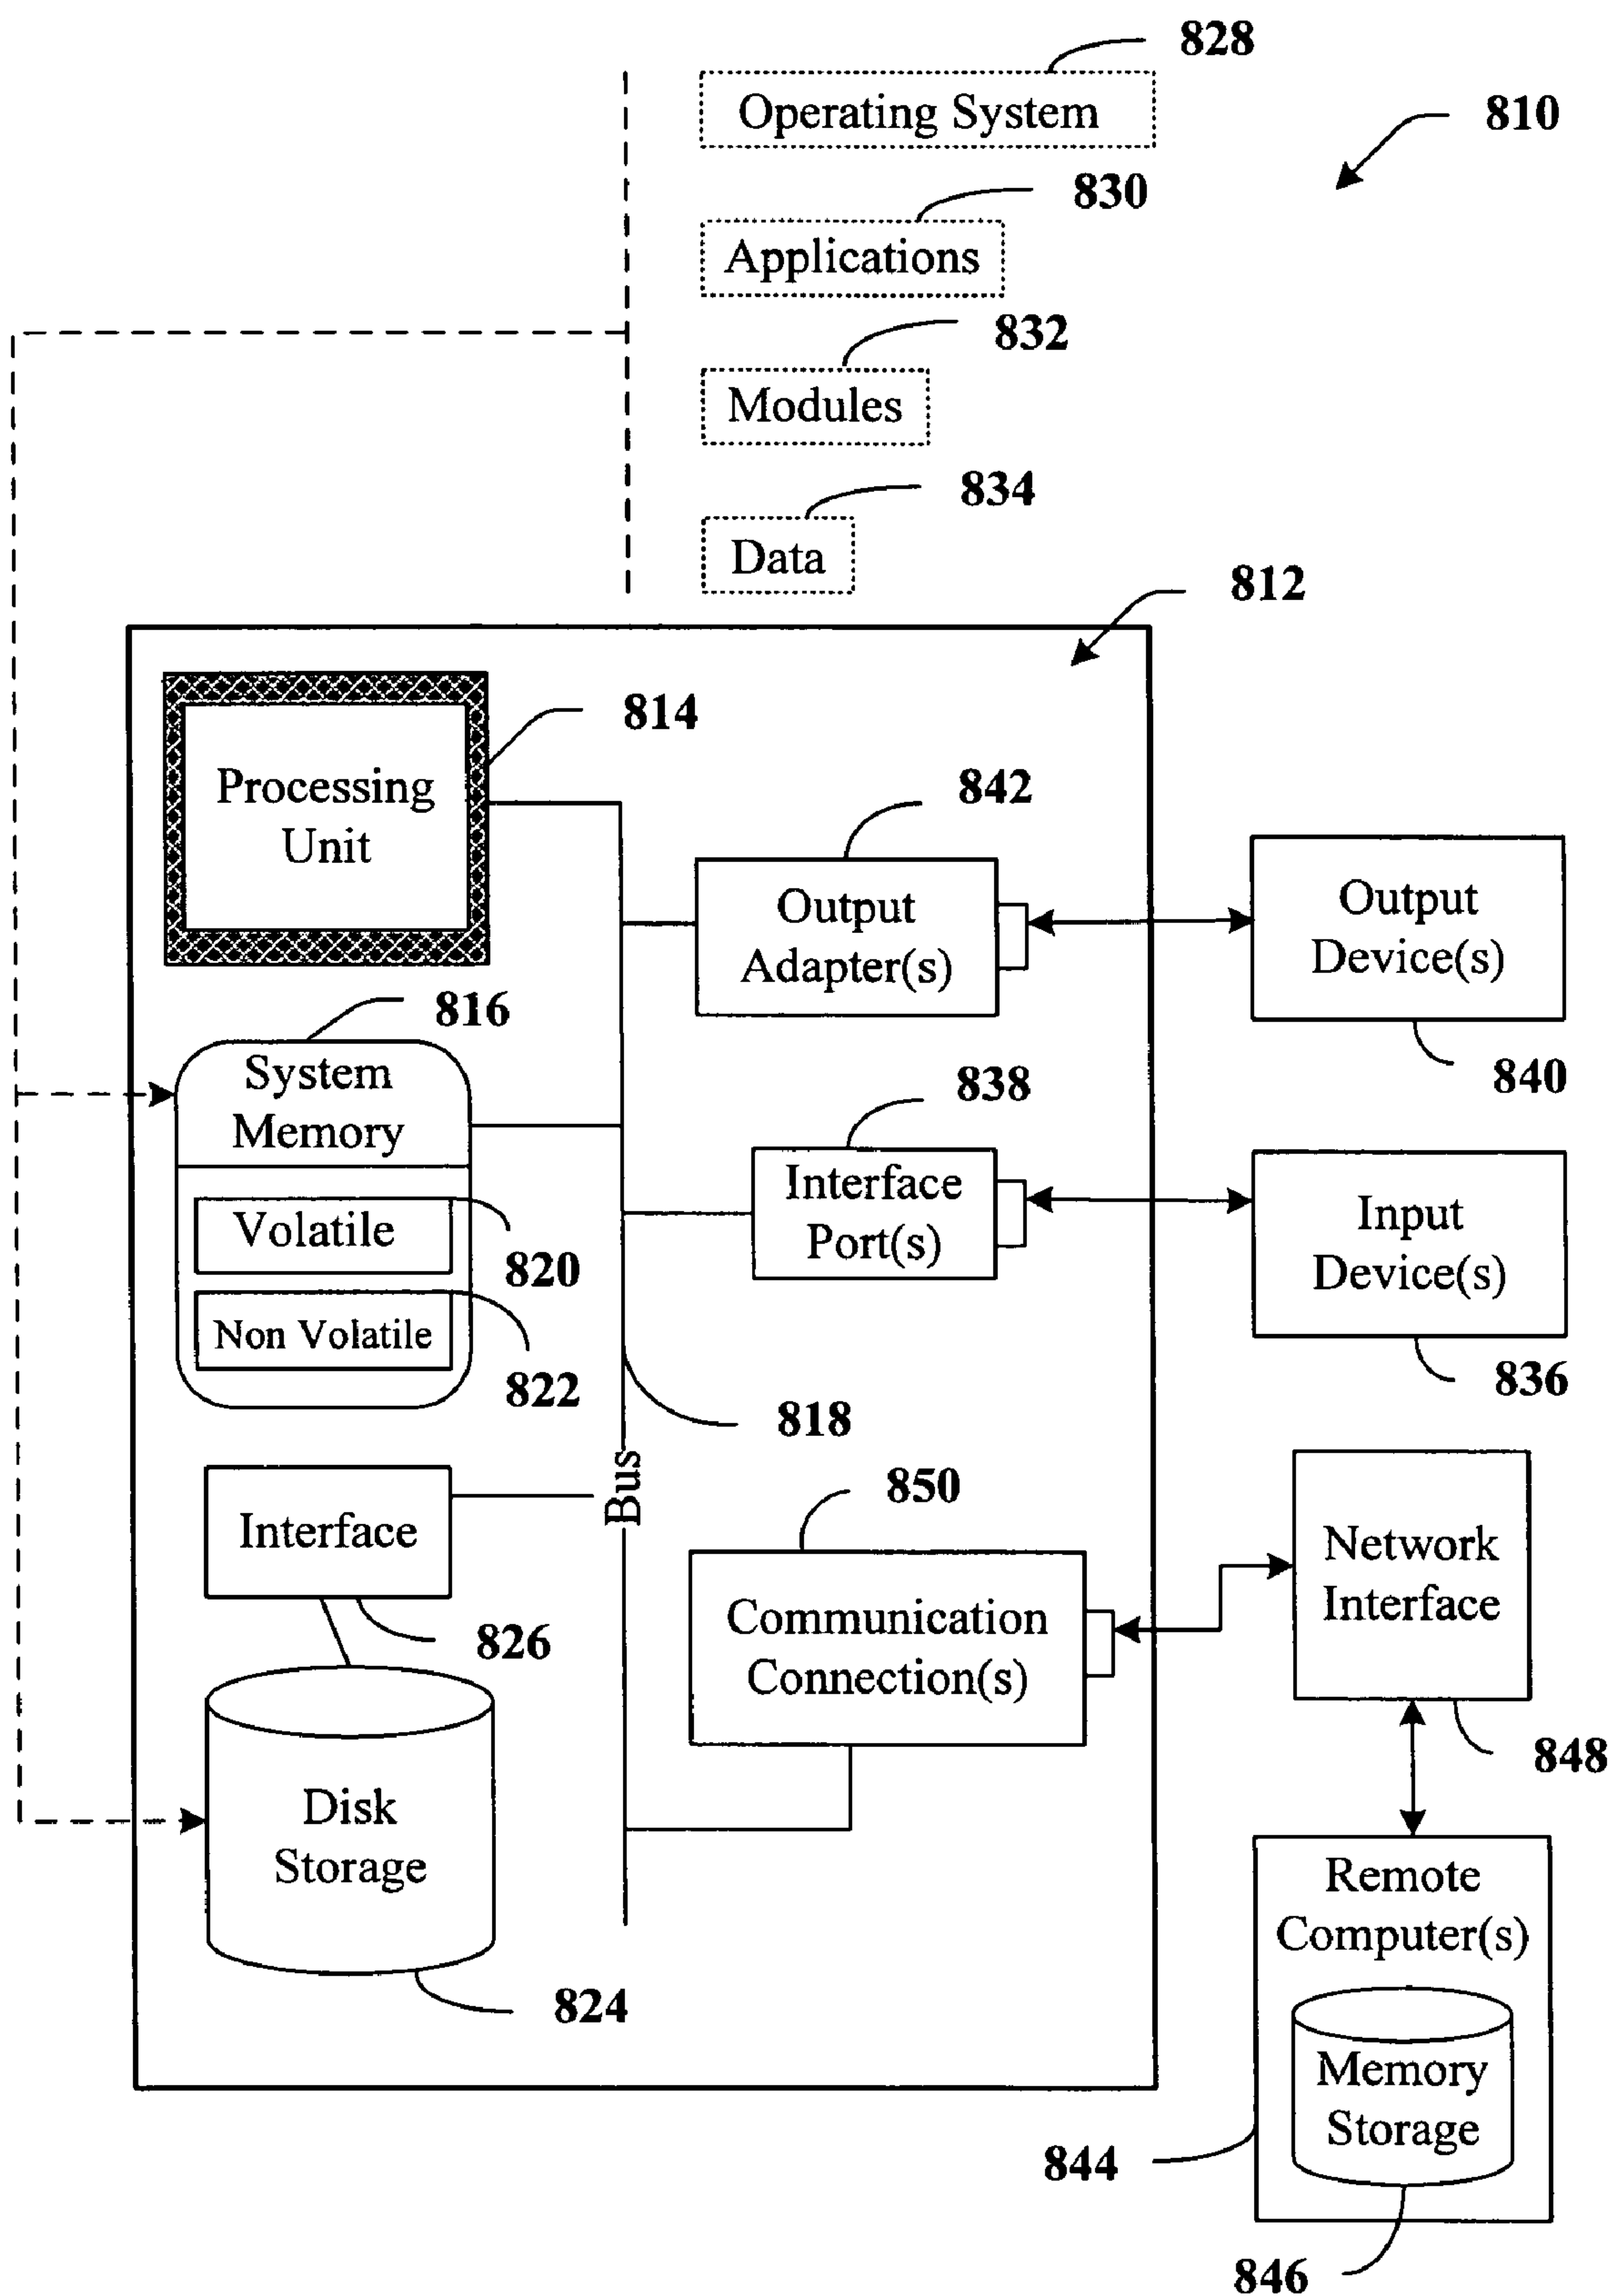 828
Operating System
810
830
Applications
832
Modules
834
Data
812
814
Processing
Unit
842
Output
Adapter(s)
Output
Device(s)
840
816
System
Memory
838
Interface
Port(s)
Input
Device(s)
836
Volatile
820
Non Volatile
822
818
Bus
850
Interface
826
Communication
Connection(s)
Network
Interface
848
Disk
Storage
824
Remote
Computer(s)
Memory
Storage
844
846